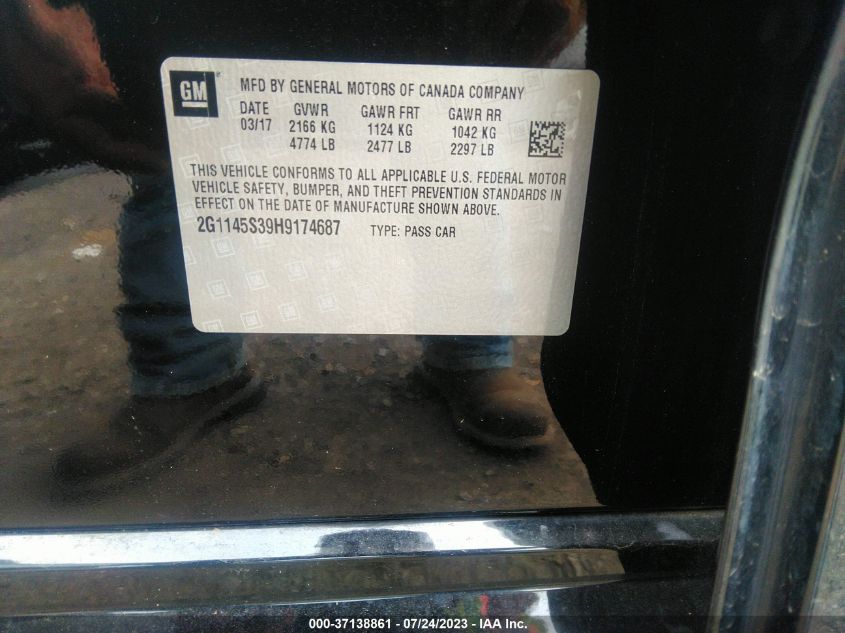 GM
MFD BY GENERAL MOTORS OF CANADA COMPANY
DATE GVWR GAWR FRT GAWR RR
03/17 2166 KG 1124 KG 1042 KG
4774 LB 2477 LB 2297 LB
THIS VEHICLE CONFORMS TO ALL APPLICABLE U.S. FEDERAL MOTOR
VEHICLE SAFETY, BUMPER, AND THEFT PREVENTION STANDARDS IN
EFFECT ON THE DATE OF MANUFACTURE SHOWN ABOVE.
2G1145S39H9174687 TYPE: PASS CAR
000-37138861 - 07/24/2023 - © IAA Inc.